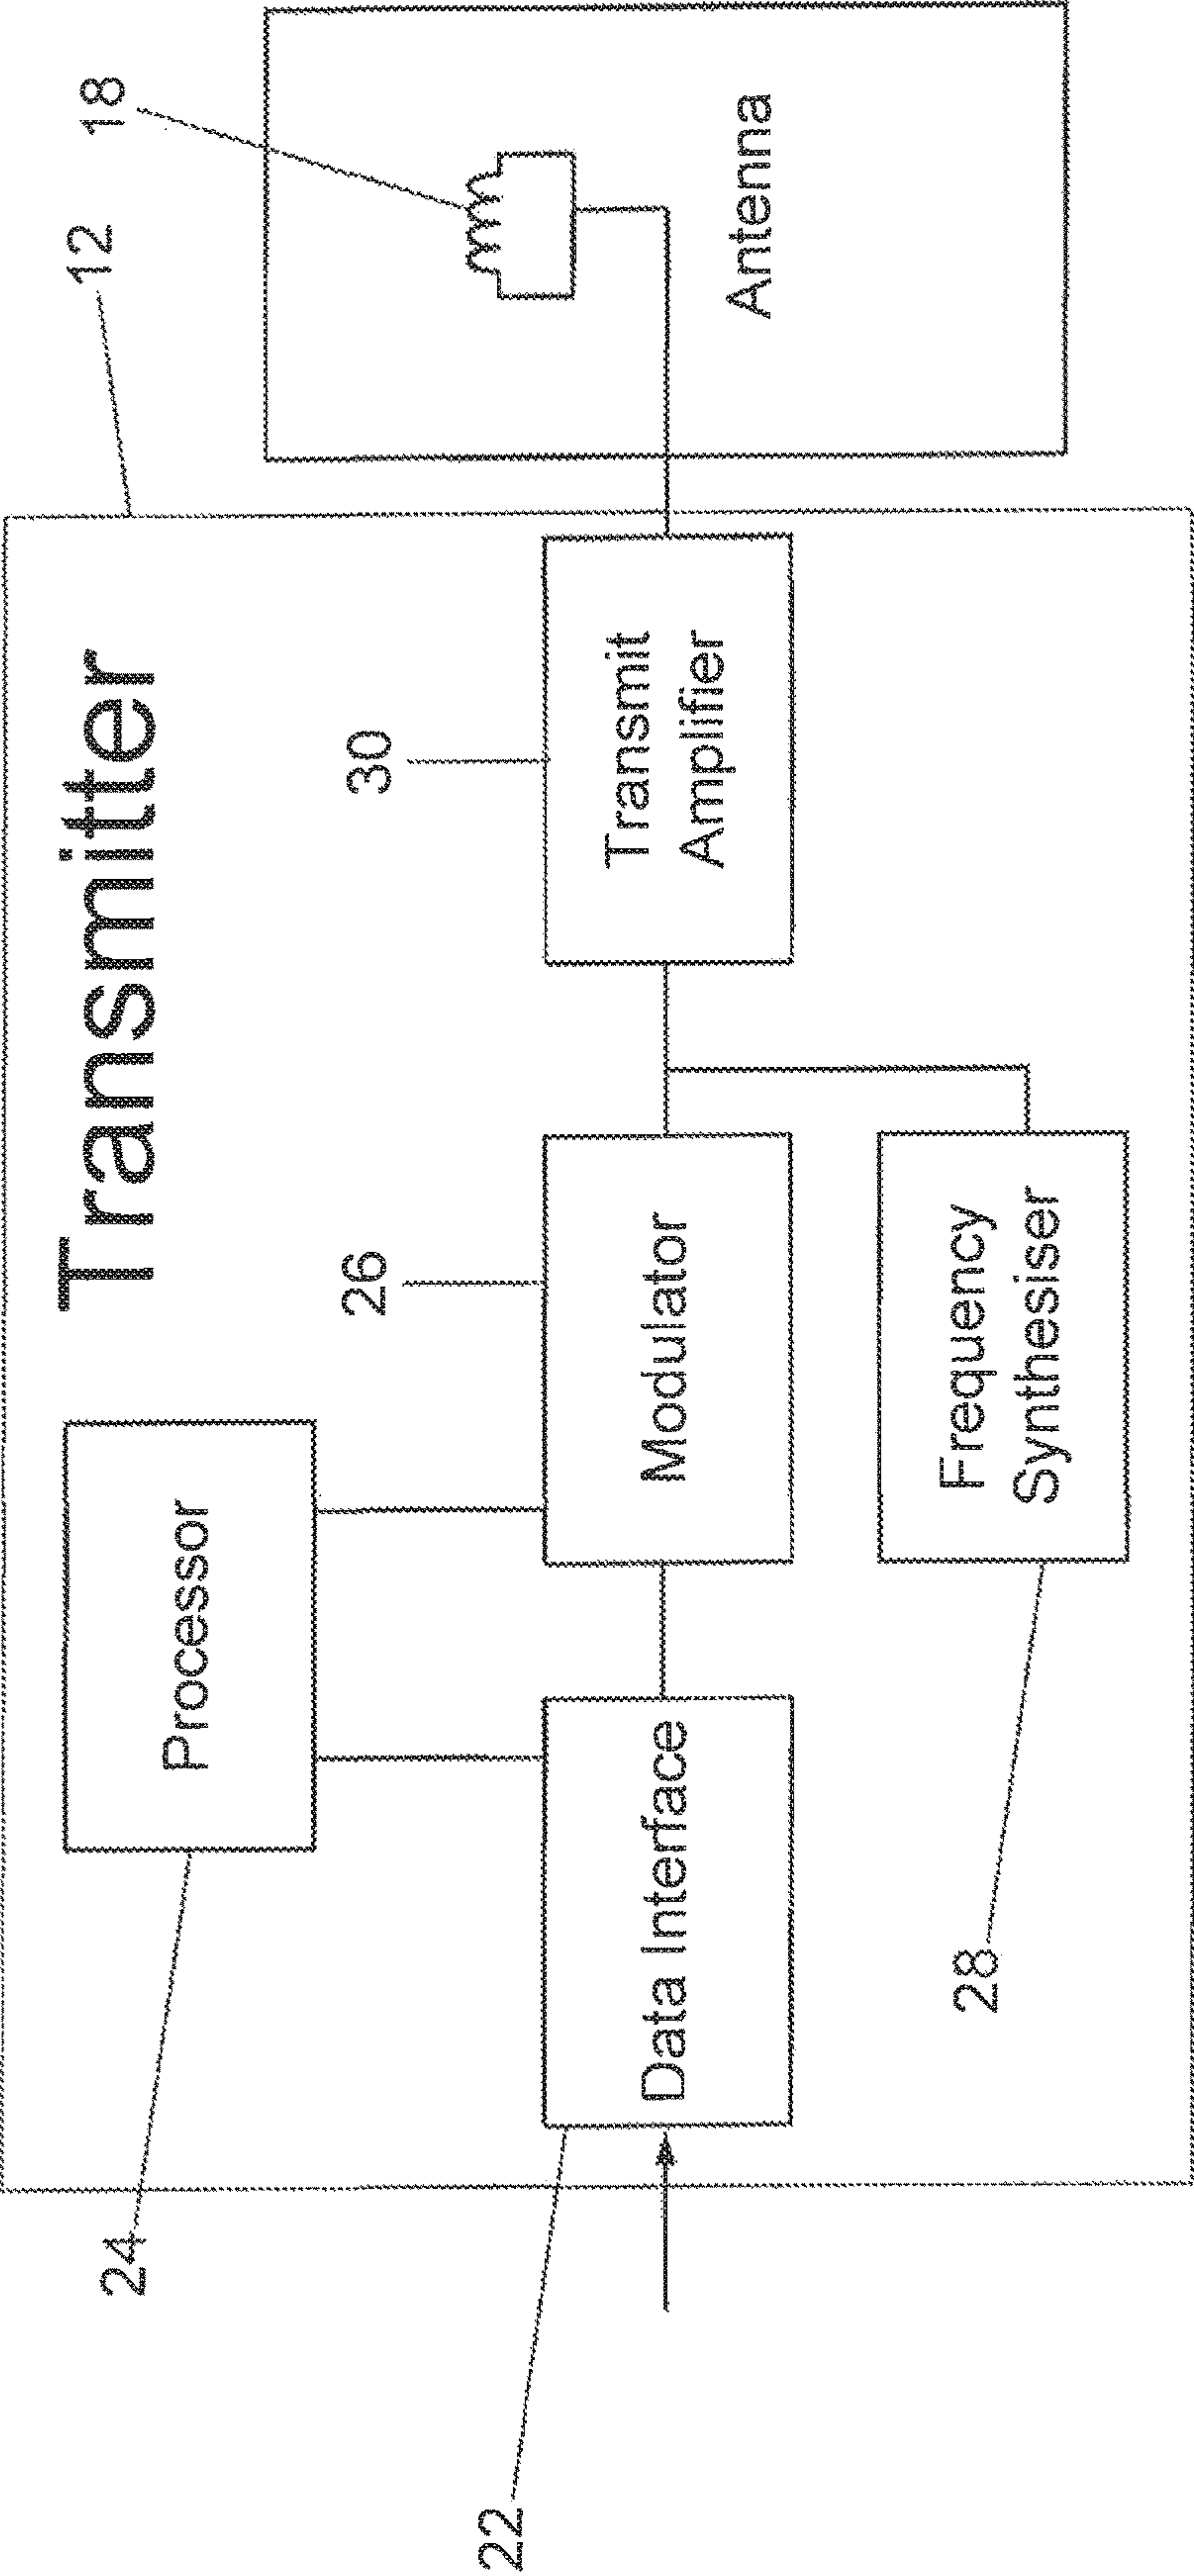 24
Processor
Transmitter
12
18
26
30
22
Data Interface
Modulator
Transmit
Amplifier
Antenna
28
Frequency
Synthesiser